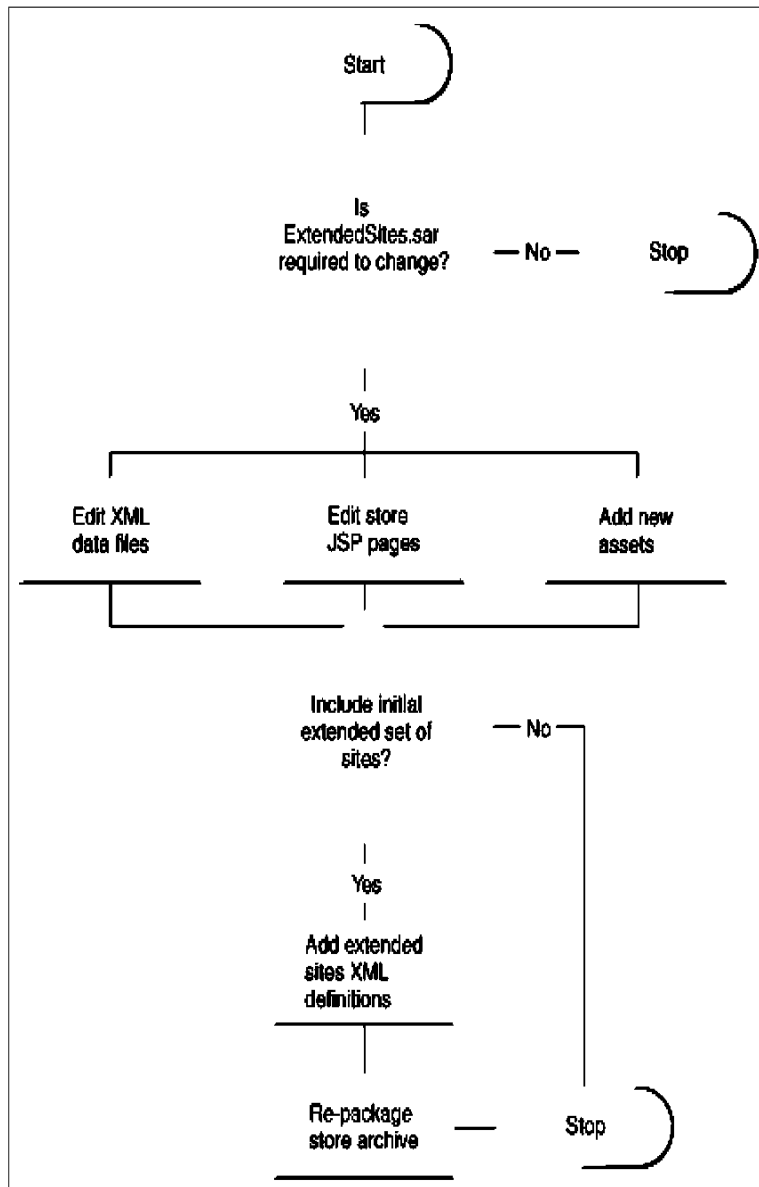 Start
Is
ExtendedSites.sar
required to change?
No
Stop
Yes
Edit XML
data files
Edit store
JSP pages
Add new
assets
Include initial
extended set of
sites?
No
Yes
Add extended
sites XML
definitions
Re-package
store archive
Stop